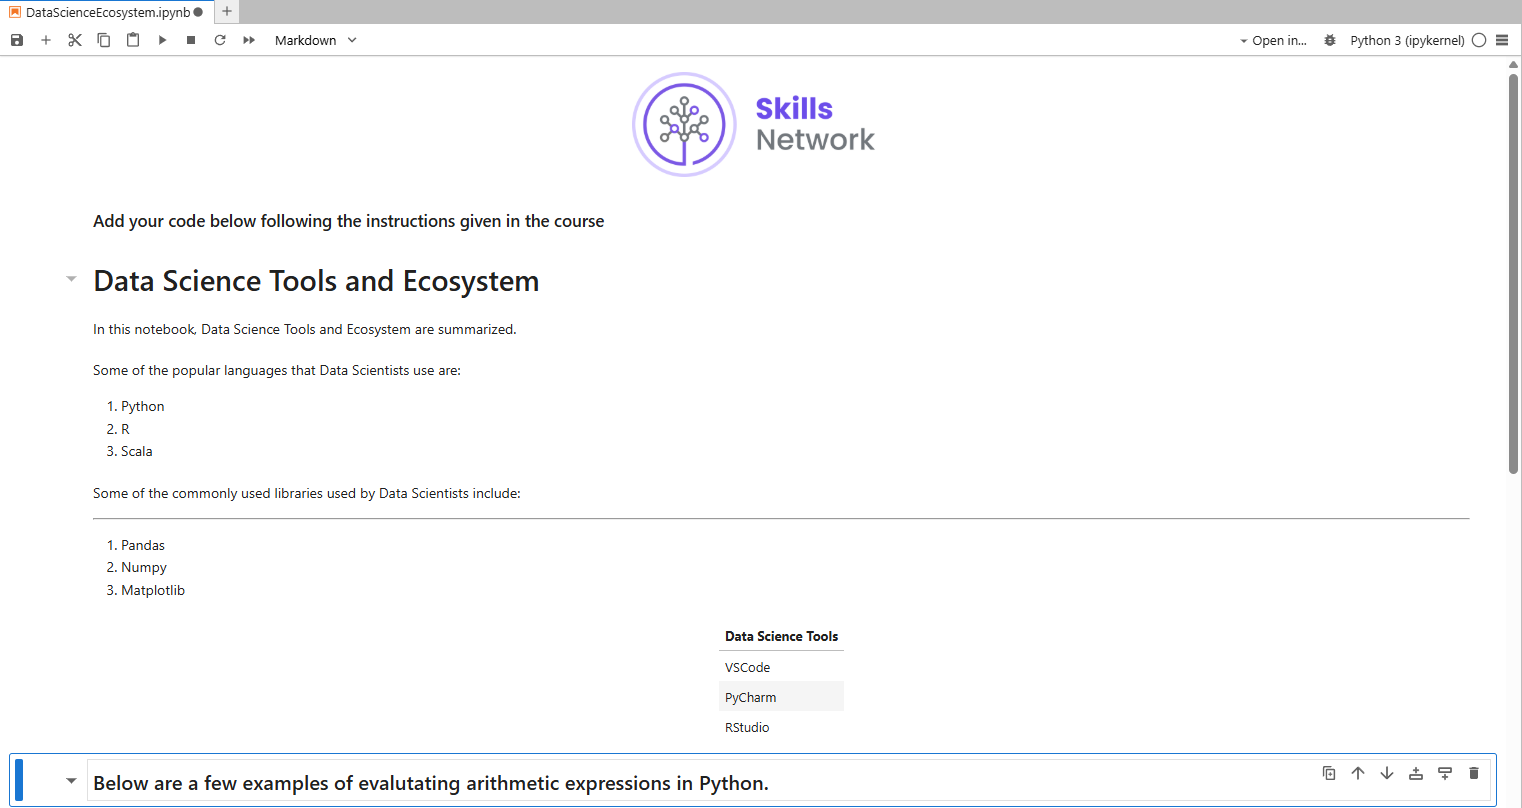 DataScienceEcosystem.ipynb
Markdown
Open in...
Python 3 (ipykernel)
Skills
Network
Add your code below following the instructions given in the course
Data Science Tools and Ecosystem
In this notebook, Data Science Tools and Ecosystem are summarized.
Some of the popular languages that Data Scientists use are:
1. Python
2. R
3. Scala
Some of the commonly used libraries used by Data Scientists include:
1. Pandas
2. Numpy
3. Matplotlib
Data Science Tools
VSCode
PyCharm
RStudio
Below are a few examples of evalutating arithmetic expressions in Python.